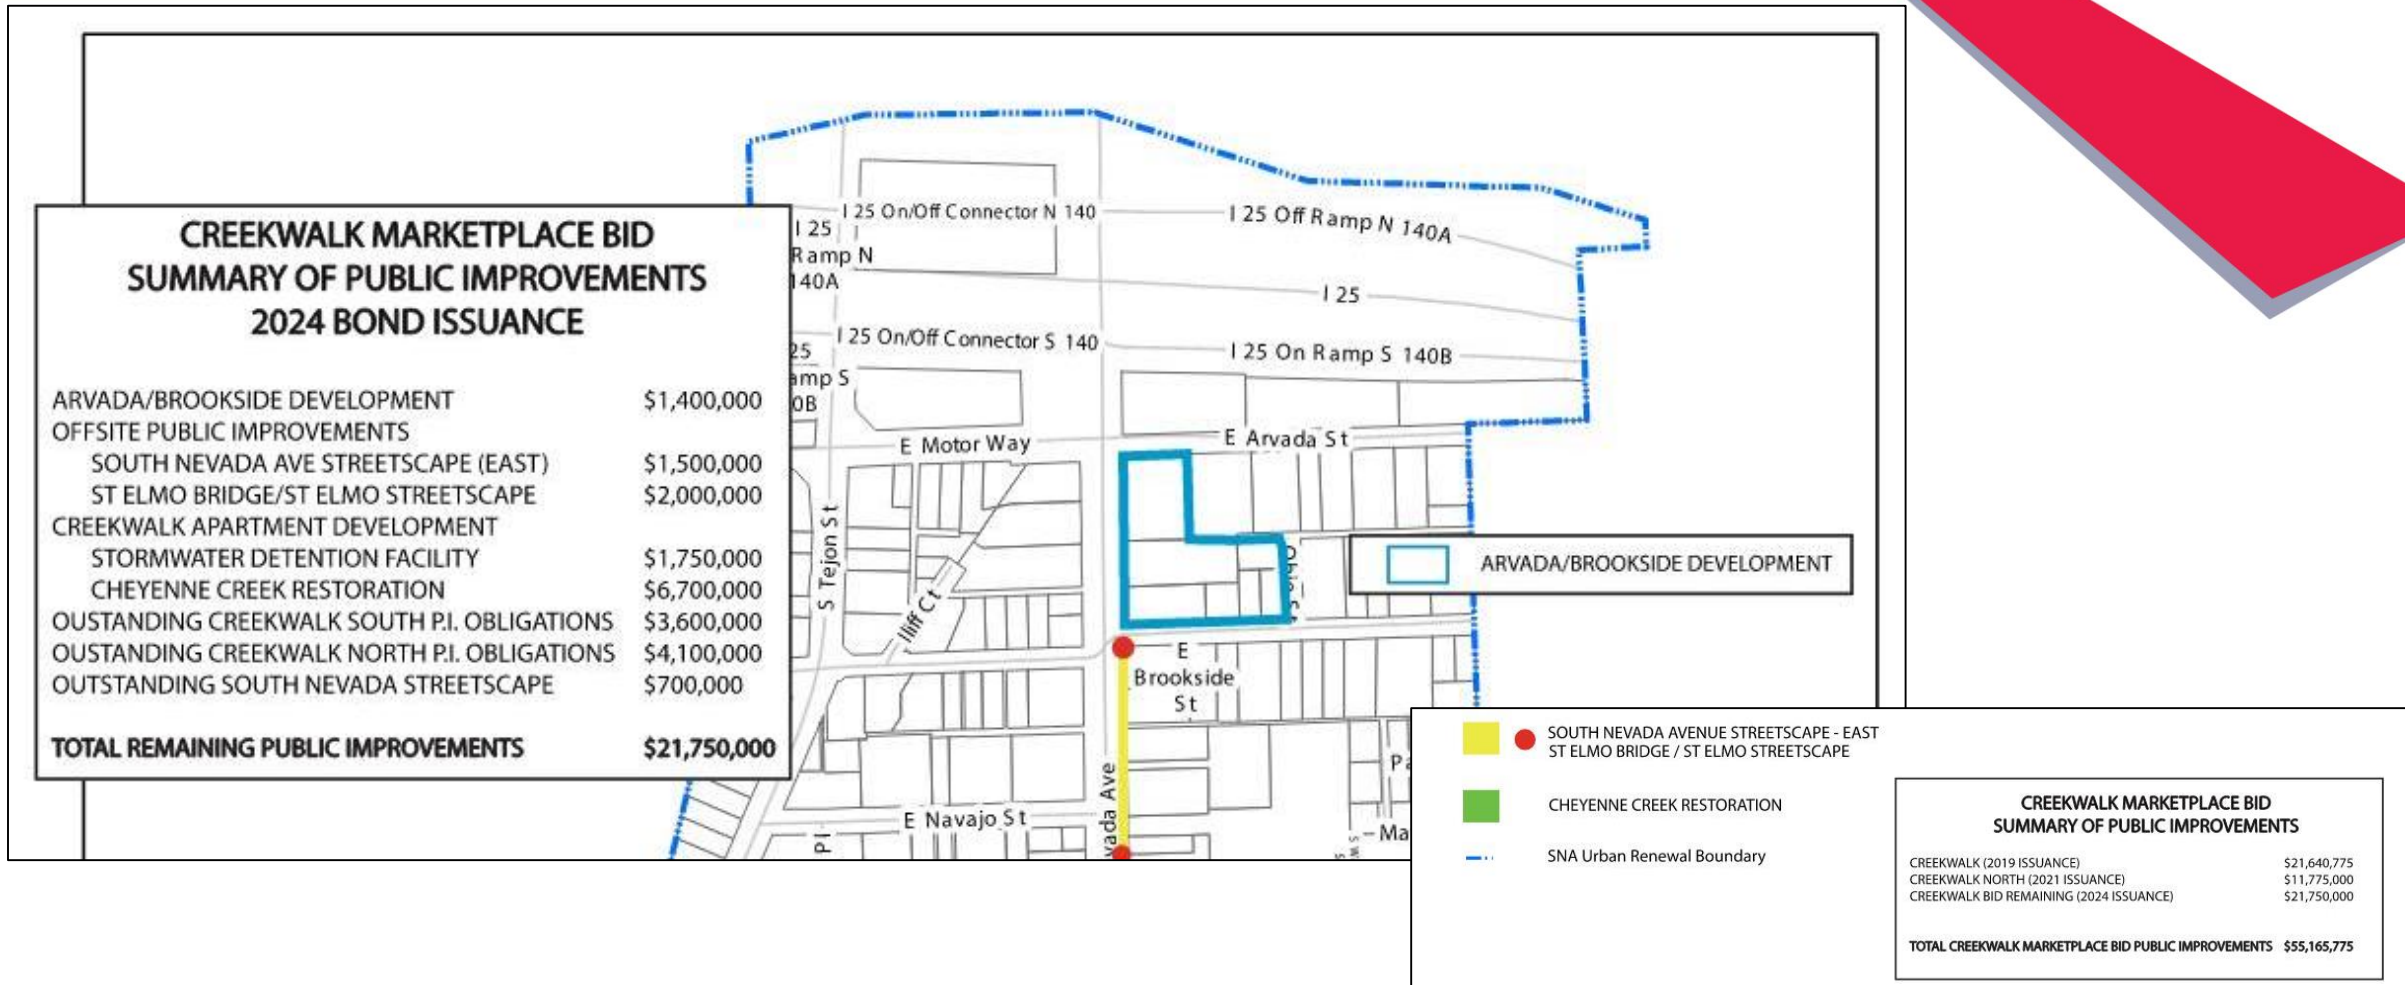 CREEKWALK MARKETPLACE BID
SUMMARY OF PUBLIC IMPROVEMENTS
2024 BOND ISSUANCE
ARVADA/BROOKSIDE DEVELOPMENT $1,400,000
OFFSITE PUBLIC IMPROVEMENTS
SOUTH NEVADA AVE STREETSCAPE (EAST) $1,500,000
ST ELMO BRIDGE/ST ELMO STREETSCAPE $2,000,000
CREEKWALK APARTMENT DEVELOPMENT
STORMWATER DETENTION FACILITY $1,750,000
CHEYENNE CREEK RESTORATION $6,700,000
OUSTANDING CREEKWALK SOUTH P.I. OBLIGATIONS $3,600,000
OUSTANDING CREEKWALK NORTH P.I. OBLIGATIONS $4,100,000
OUTSTANDING SOUTH NEVADA STREETSCAPE $700,000
TOTAL REMAINING PUBLIC IMPROVEMENTS $21,750,000
I 25 On/Off Connector N 140
I 25 Off Ramp N 140A
I 25
Ramp N
140A
I 25
I 25 On/Off Connector S 140
I 25 On Ramp S 140B
25
amp S
0B
E Motor Way
E Arvada St
S Tejon St
Iliff Ct
ARVADA/BROOKSIDE DEVELOPMENT
E
Brookside
St
vada Ave
E Navajo St
Pl
Pa
Ma
SOUTH NEVADA AVENUE STREETSCAPE - EAST
ST ELMO BRIDGE / ST ELMO STREETSCAPE
CHEYENNE CREEK RESTORATION
SNA Urban Renewal Boundary
CREEKWALK MARKETPLACE BID
SUMMARY OF PUBLIC IMPROVEMENTS
CREEKWALK (2019 ISSUANCE) $21,640,775
CREEKWALK NORTH (2021 ISSUANCE) $11,775,000
CREEKWALK BID REMAINING (2024 ISSUANCE) $21,750,000
TOTAL CREEKWALK MARKETPLACE BID PUBLIC IMPROVEMENTS $55,165,775